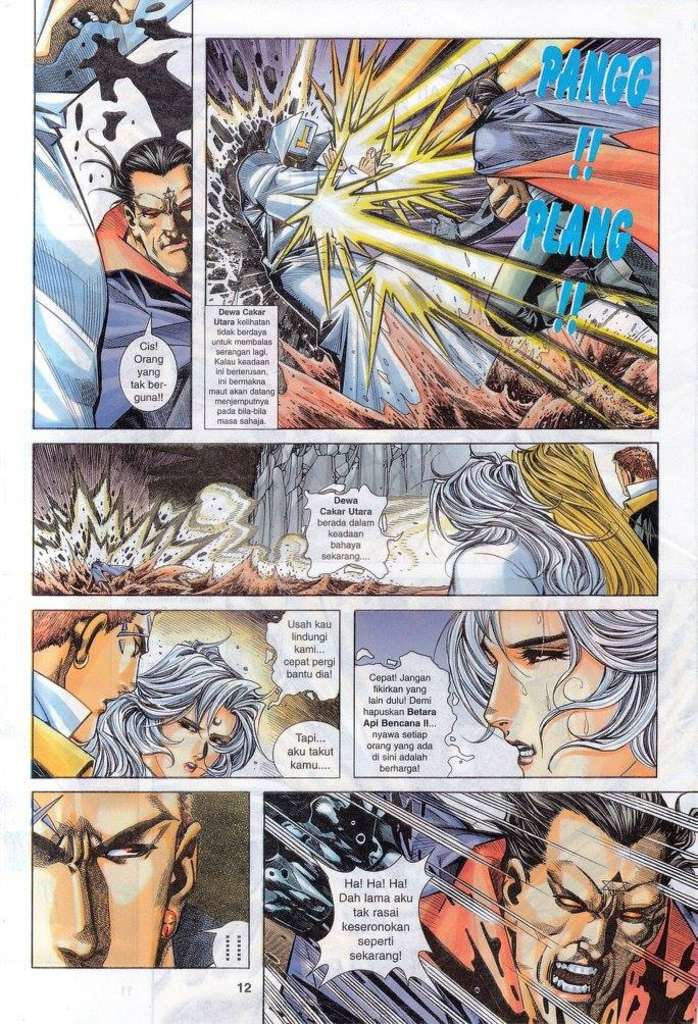 Cis!
Orang
yang
tak ber-
guna!!
PANGG
!!
PLANG
!!
Dewa Cakar
Utara kelihatan
tidak berdaya
untuk membalas
serangan lagi.
Kalau keadaan
ini berterusan,
ini bermakna
maut akan datang
menjemputnya
pada bila-bila
masa sahaja.
Dewa
Cakar Utara
berada dalam
keadaan
bahaya
sekarang....
Usah kau
lindungi
kami...
cepat pergi
bantu dia!
Tapi...
aku takut
kamu....
Cepat! Jangan
fikirkan yang
lain dulu! Demi
hapuskan Betara
Api Bencana II...
nyawa setiap
orang yang ada
di sini adalah
berharga!
!!!!
Ha! Ha! Ha!
Dah lama aku
tak rasai
keseronokan
seperti
sekarang!
12